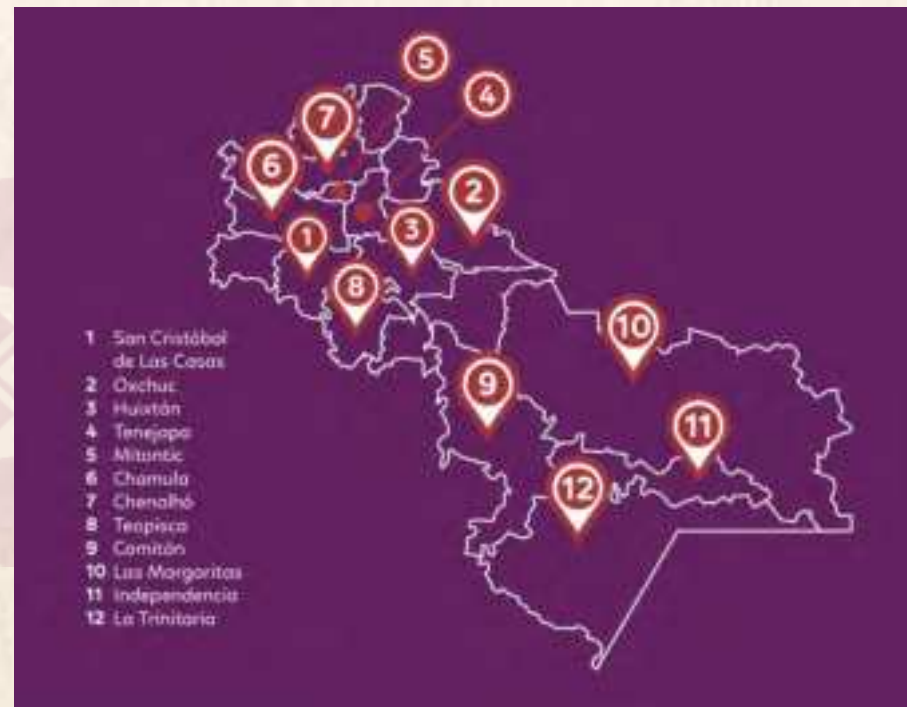 5
4
7
6
2
1
3
8
10
9
11
12
1 San Cristóbal
de Las Casas
2 Oxchuc
3 Huixtán
4 Tenejapa
5 Mitontic
6 Chamula
7 Chenalhó
8 Teopisca
9 Comitán
10 Las Margaritas
11 Independencia
12 La Trinitaria